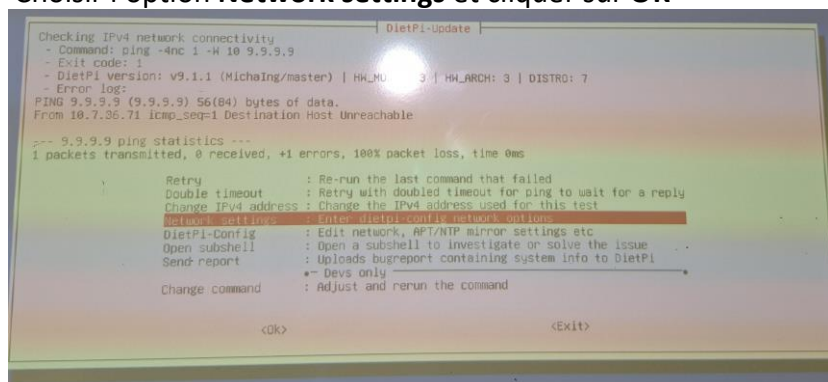 Choisir l'option Network settings et cliquer sur OK
DietPi-Update
Checking IPv4 network connectivity
- Command: ping -4nc 1 -W 10 9.9.9.9
- Exit code: 1
- DietPi version: v9.1.1 (MichaIng/master) | HW_MO 3 | HW_ARCH: 3 | DISTRO: 7
- Error log:
PING 9.9.9.9 (9.9.9.9) 56(84) bytes of data.
From 10.7.36.71 icmp_seq=1 Destination Host Unreachable
--- 9.9.9.9 ping statistics ---
1 packets transmitted, 0 received, +1 errors, 100% packet loss, time 0ms
Retry : Re-run the last command that failed
Double timeout : Retry with doubled timeout for ping to wait for a reply
Change IPv4 address : Change the IPv4 address used for this test
Network settings : Enter dietpi-config network options
DietPi-Config : Edit network, APT/NTP mirror settings etc
Open subshell : Open a subshell to investigate or solve the issue
Send report : Uploads bugreport containing system info to DietPi
●─ Devs only ─●
Change command : Adjust and rerun the command
<Ok> <Exit>